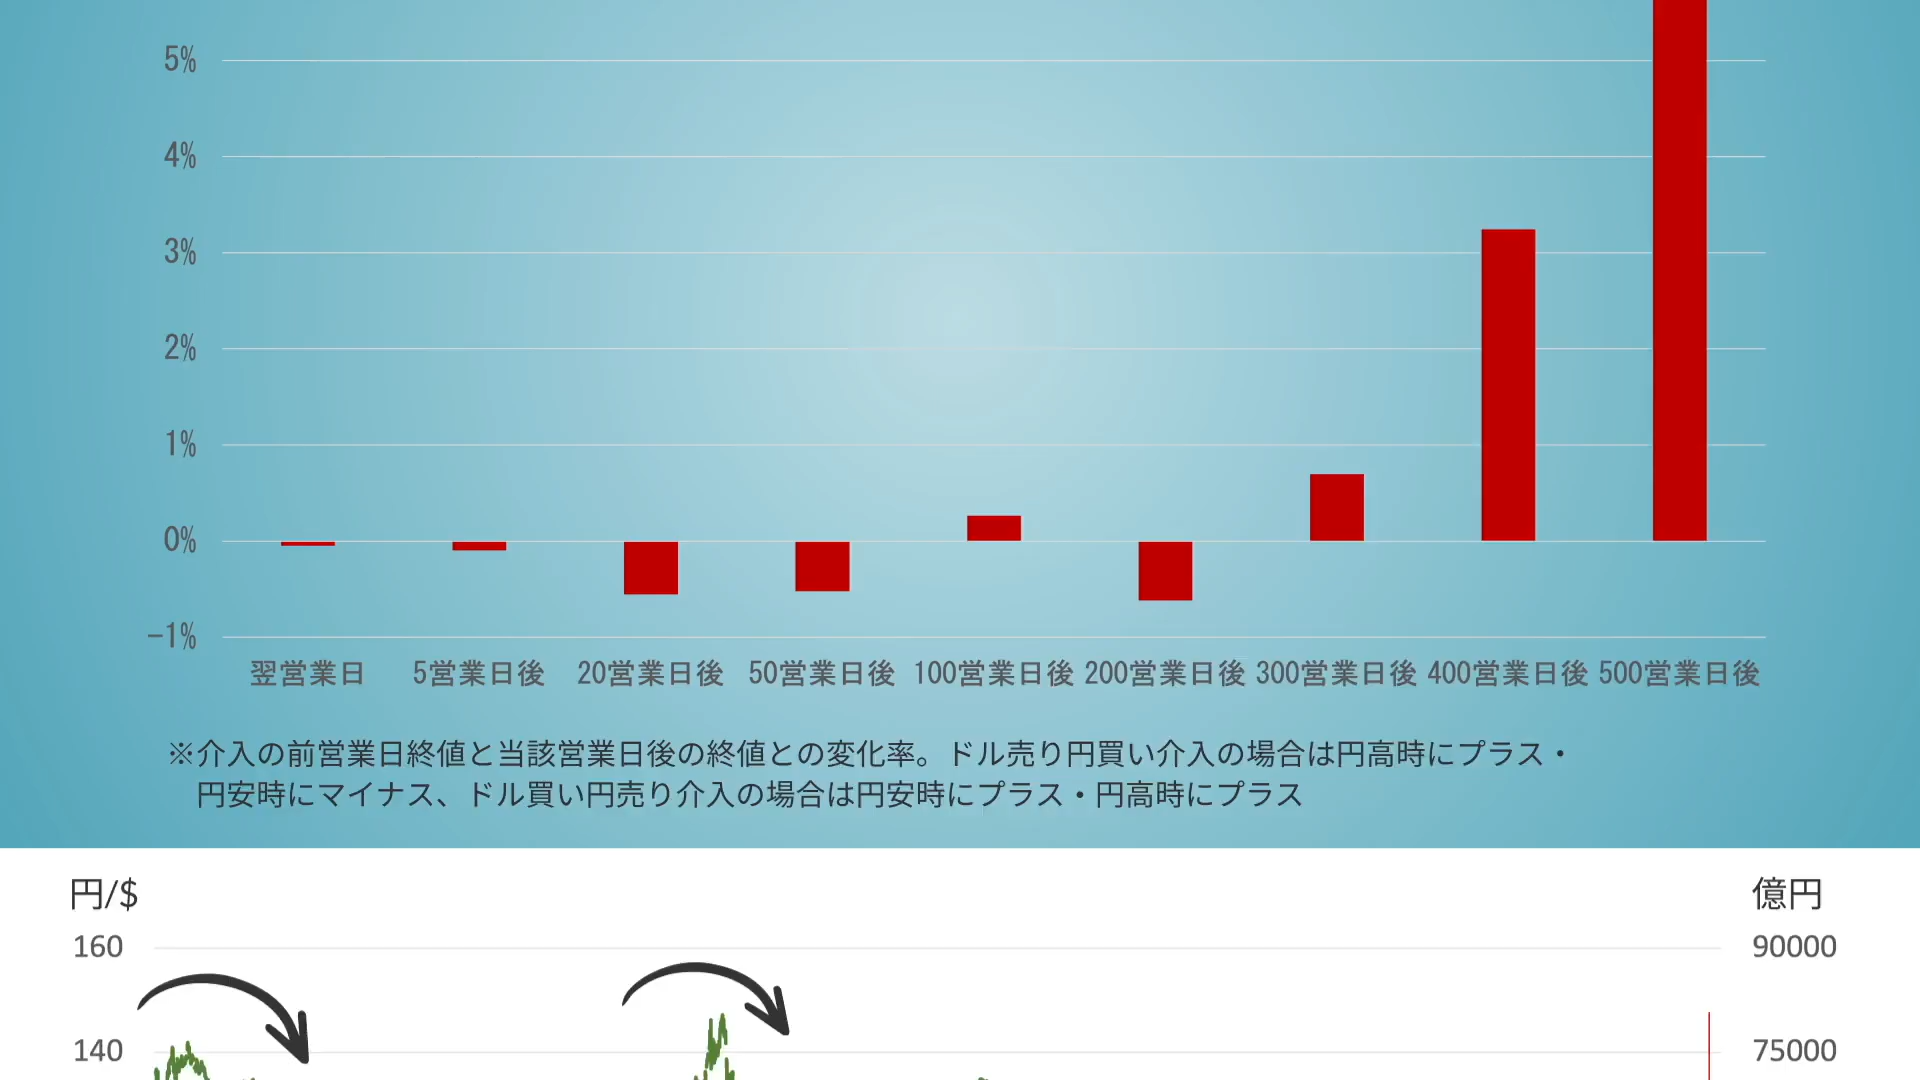 5%
4%
3%
2%
1%
0%
-1%
翌営業日 5営業日後 20営業日後 50営業日後 100営業日後 200営業日後 300営業日後 400営業日後 500営業日後
※介入の前営業日終値と当該営業日後の終値との変化率。ドル売り円買い介入の場合は円高時にプラス・
円安時にマイナス、ドル買い円売り介入の場合は円安時にプラス・円高時にプラス
円/$ 億円
160 90000
140 75000